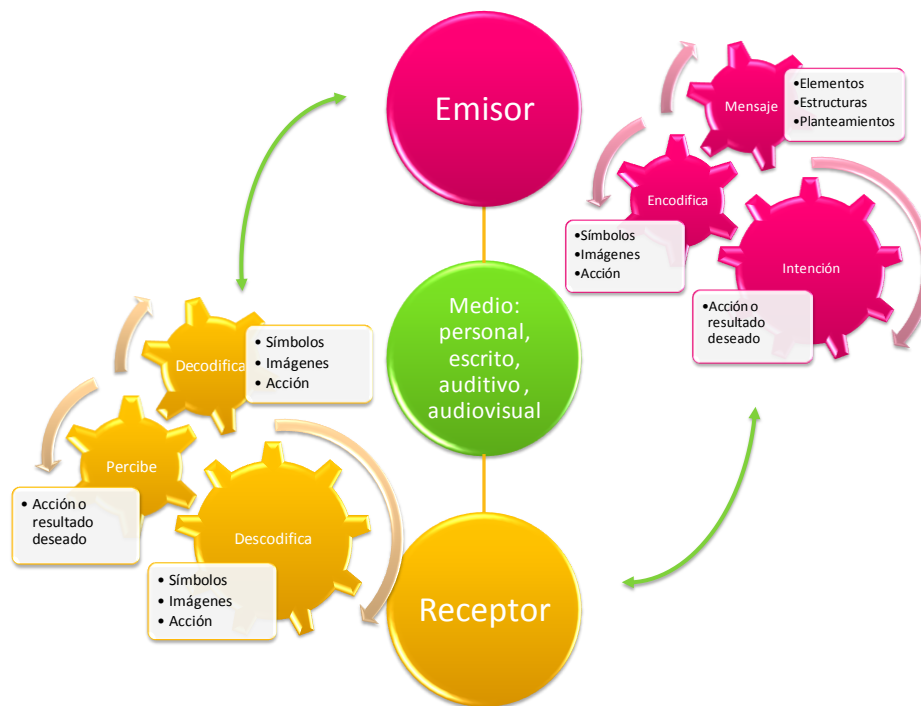 Emisor
Mensaje
•Elementos
•Estructuras
•Planteamientos
Encodifica
•Símbolos
•Imágenes
•Acción
Intención
•Acción o
resultado
deseado
Medio:
personal,
escrito,
auditivo,
audiovisual
Decodifica
• Símbolos
• Imágenes
• Acción
Percibe
• Acción o
resultado
deseado
Descodifica
• Símbolos
• Imágenes
• Acción
Receptor